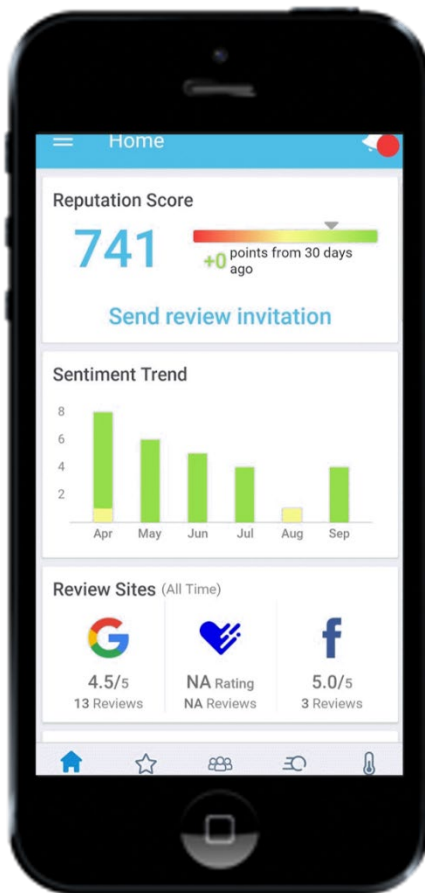 Home
Reputation Score
741
+0 points from 30 days
ago
Send review invitation
Sentiment Trend
8
6
4
2
Apr May Jun Jul Aug Sep
Review Sites (All Time)
4.5/5 NA Rating 5.0/5
13 Reviews NA Reviews 3 Reviews